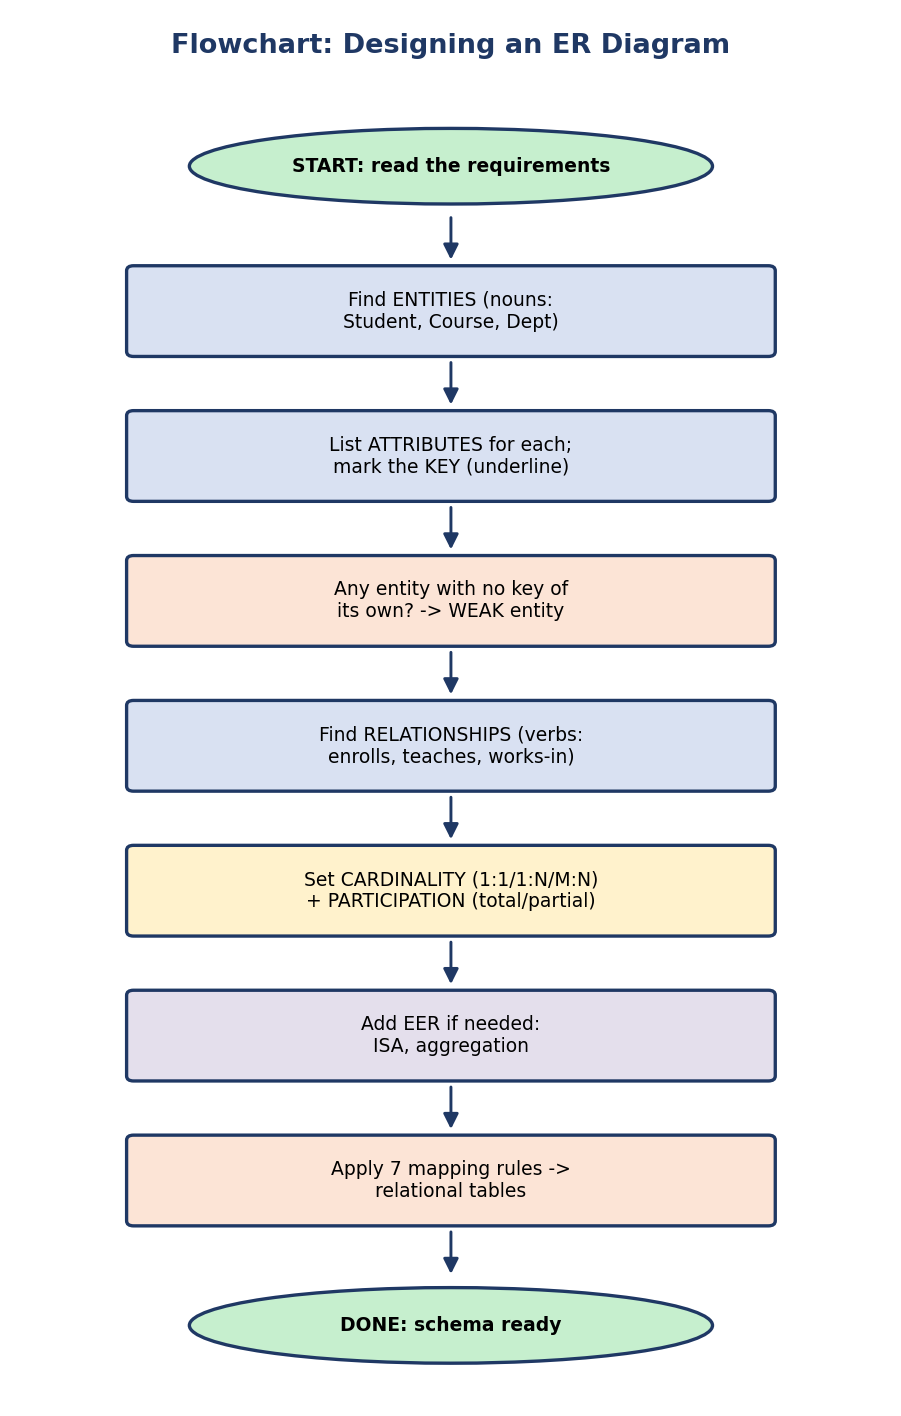 Flowchart: Designing an ER Diagram
START: read the requirements
Find ENTITIES (nouns:
Student, Course, Dept)
List ATTRIBUTES for each;
mark the KEY (underline)
Any entity with no key of
its own? -> WEAK entity
Find RELATIONSHIPS (verbs:
enrolls, teaches, works-in)
Set CARDINALITY (1:1/1:N/M:N)
+ PARTICIPATION (total/partial)
Add EER if needed:
ISA, aggregation
Apply 7 mapping rules ->
relational tables
DONE: schema ready